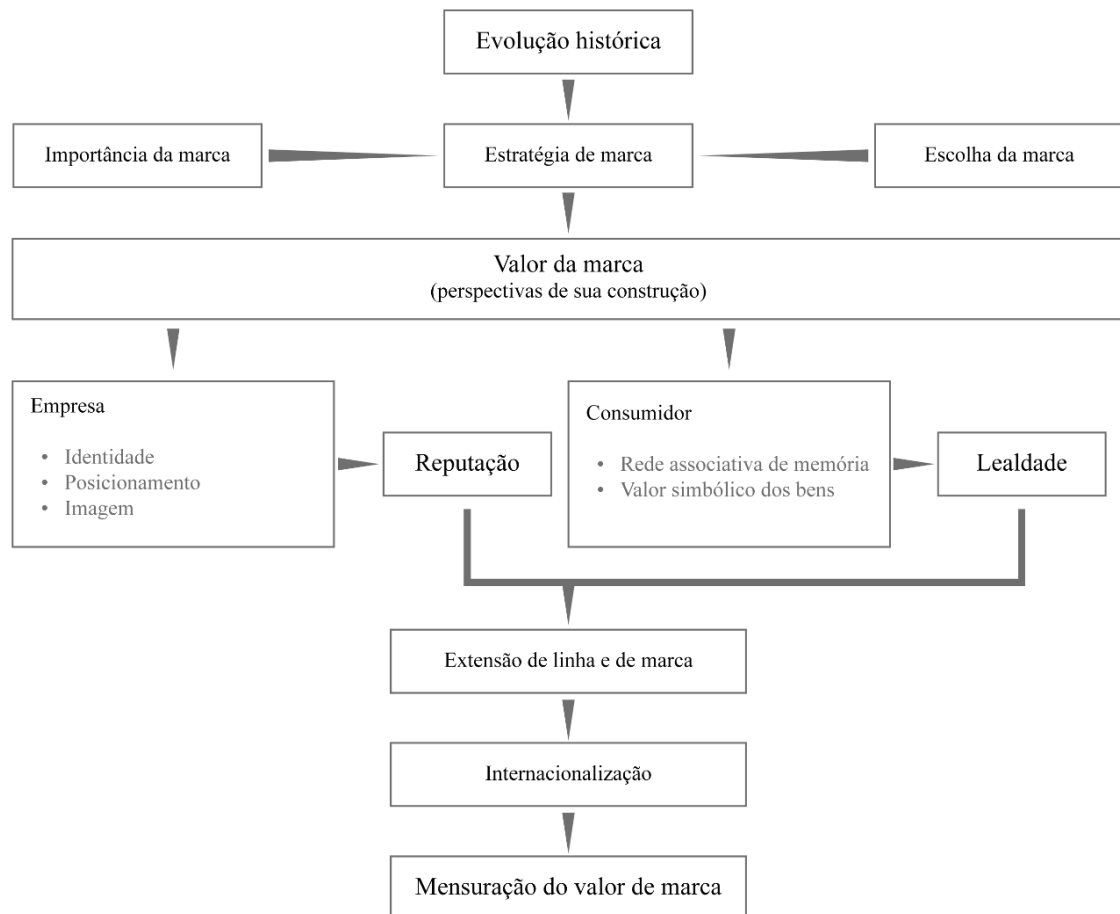 Evolução histórica
Importância da marca
Estratégia de marca
Escolha da marca
Valor da marca
(perspectivas de sua construção)
Empresa
• Identidade
• Posicionamento
• Imagem
Reputação
Consumidor
• Rede associativa de memória
• Valor simbólico dos bens
Lealdade
Extensão de linha e de marca
Internacionalização
Mensuração do valor de marca